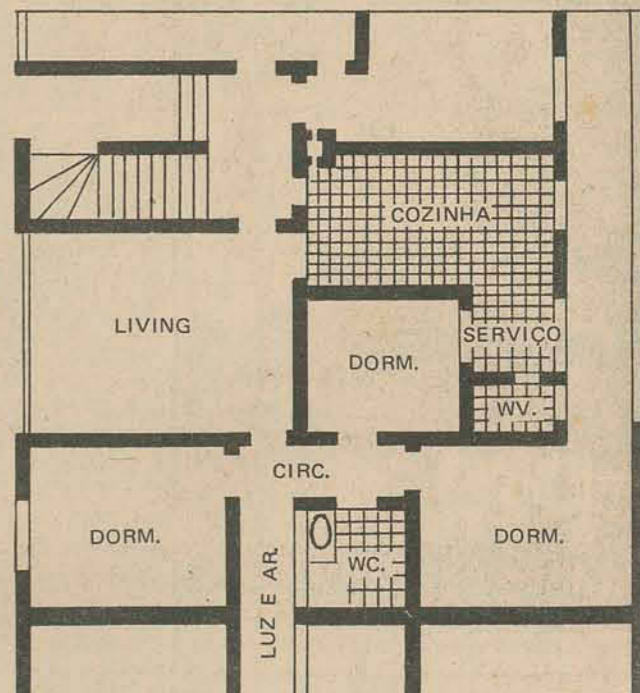 COZINHA
LIVING
SERVIÇO
DORM.
WV.
CIRC.
DORM.
LUZ E AR.
WC.
DORM.